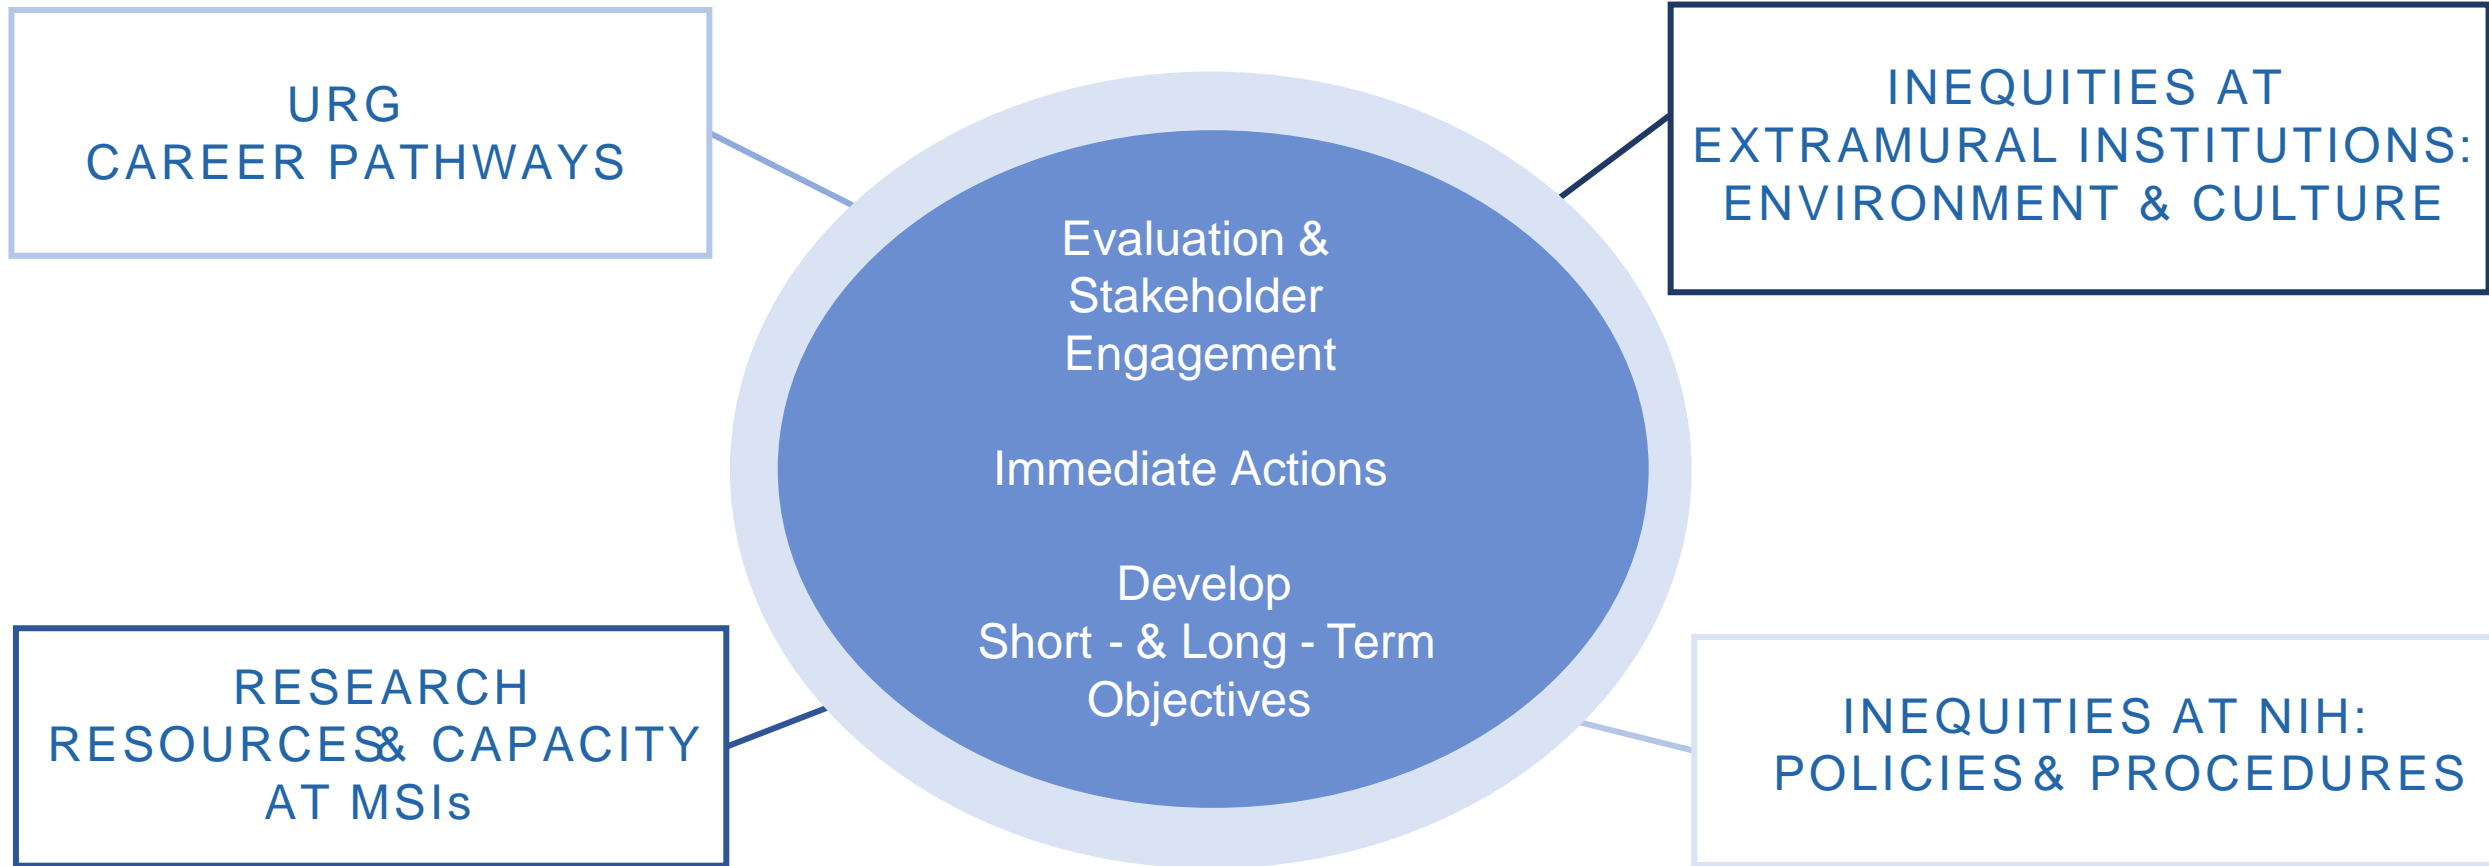 URG
CAREER PATHWAYS
INEQUITIES AT
EXTRAMURAL INSTITUTIONS:
ENVIRONMENT & CULTURE
Evaluation &
Stakeholder
Engagement
Immediate Actions
Develop
Short - & Long - Term
Objectives
RESEARCH
RESOURCES& CAPACITY
AT MSIs
INEQUITIES AT NIH:
POLICIES & PROCEDURES